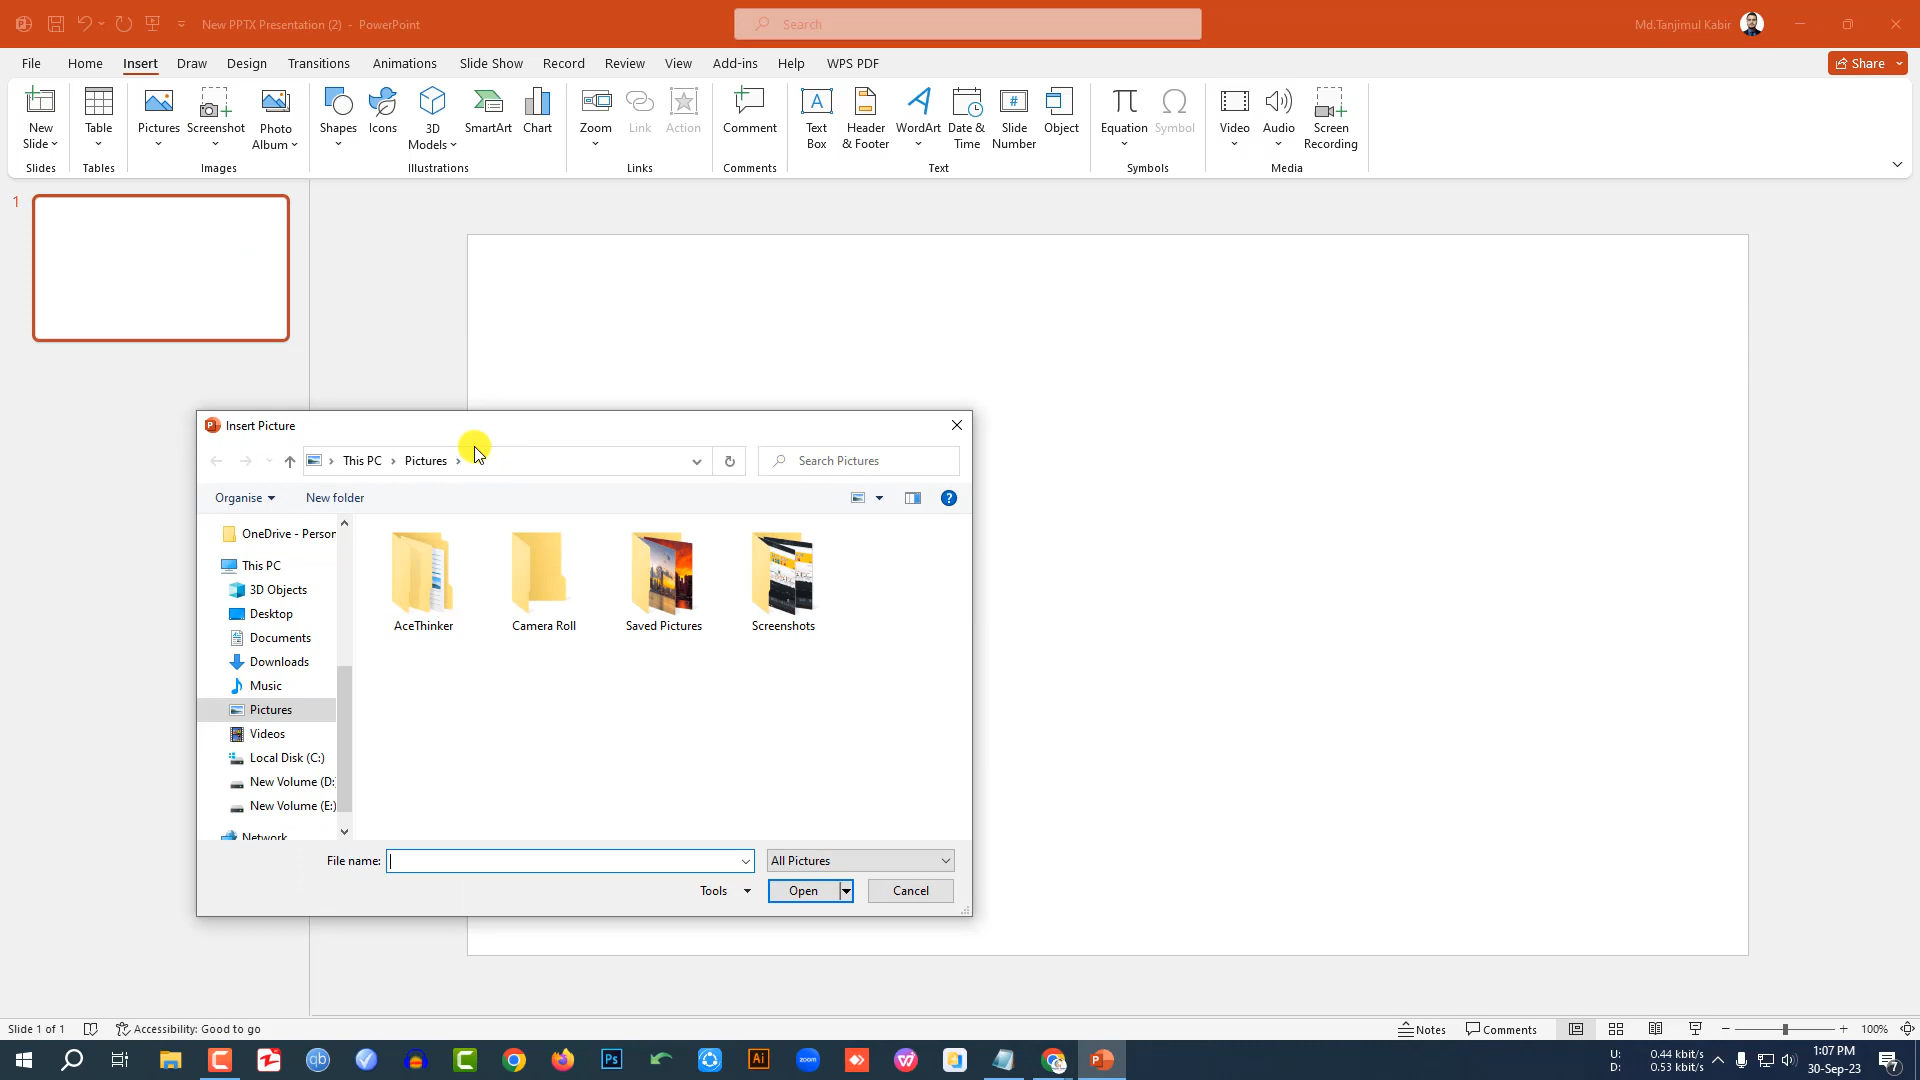 New PPTX Presentation (2) - PowerPoint
Search
Md.Tanjimul Kabir
File Home Insert Draw Design Transitions Animations Slide Show Record Review View Add-ins Help WPS PDF
Share
New Slide
Table
Pictures
Screenshot
Photo Album
Shapes
Icons
3D Models
SmartArt
Chart
Zoom
Link
Action
Comment
Text Box
Header & Footer
WordArt
Date & Time
Slide Number
Object
Equation
Symbol
Video
Audio
Screen Recording
Slides Tables Images Illustrations Links Comments Text Symbols Media
1
Insert Picture
This PC Pictures
Search Pictures
Organise New folder
OneDrive - Person
This PC
3D Objects
Desktop
Documents
Downloads
Music
Pictures
Videos
Local Disk (C:)
New Volume (D:
New Volume (E:)
Network
AceThinker
Camera Roll
Saved Pictures
Screenshots
File name:
All Pictures
Tools Open Cancel
Slide 1 of 1 Accessibility: Good to go
Notes Comments 100%
U: 0.44 kbit/s
D: 0.53 kbit/s
1:07 PM
30-Sep-23
7